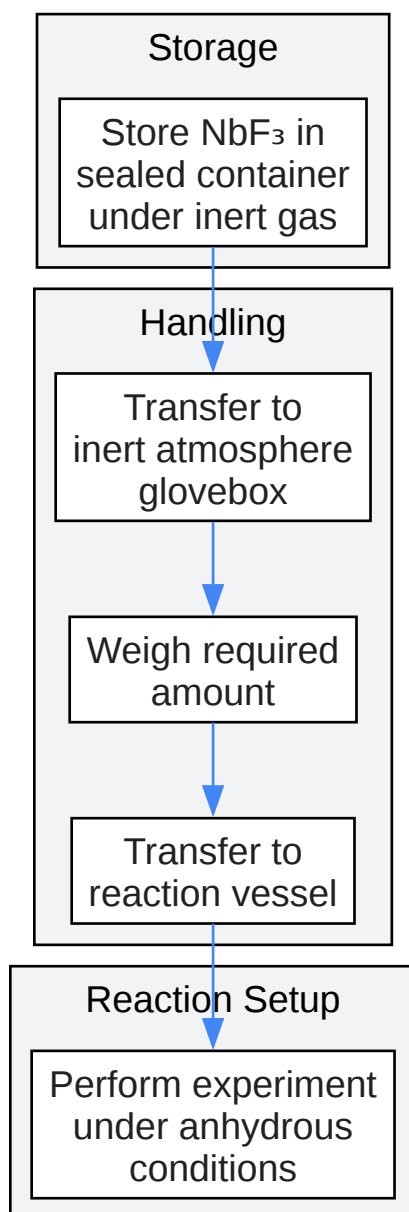 Storage
Store NbF₃ in
sealed container
under inert gas
Handling
Transfer to
inert atmosphere
glovebox
Weigh required
amount
Transfer to
reaction vessel
Reaction Setup
Perform experiment
under anhydrous
conditions